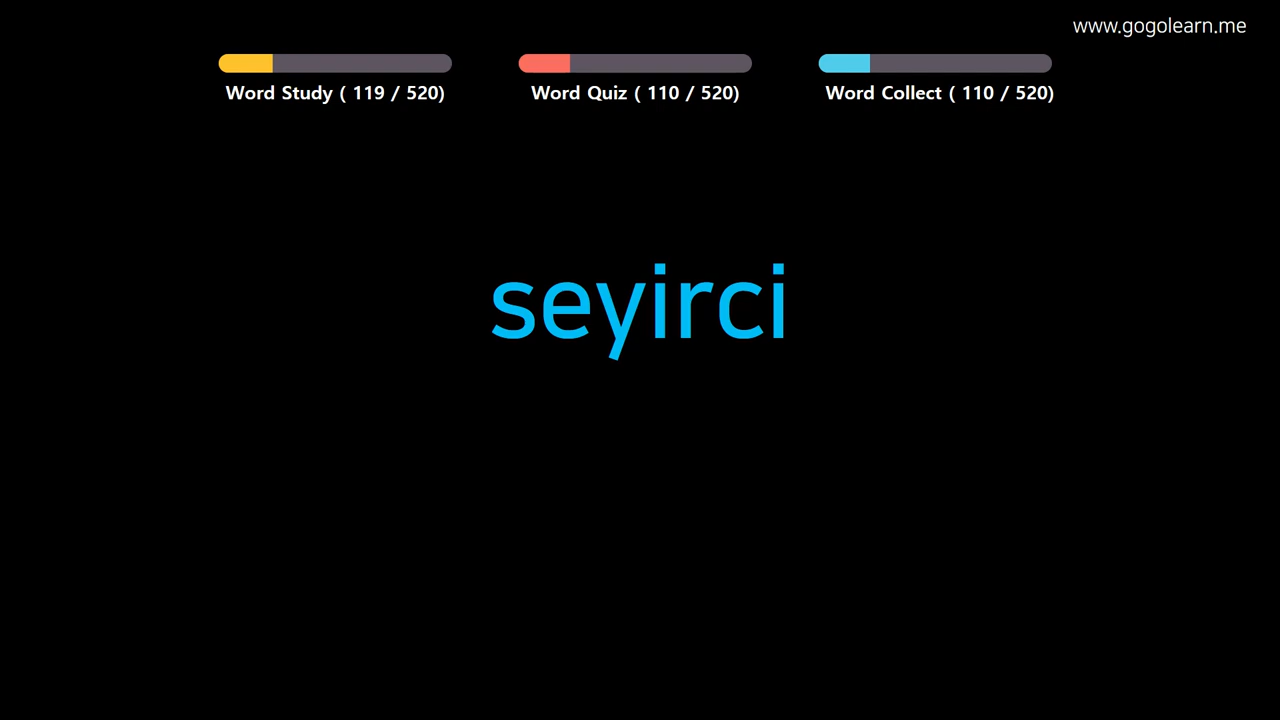 www.gogolearn.me
Word Study ( 119 / 520)
Word Quiz ( 110 / 520)
Word Collect ( 110 / 520)
seyirci